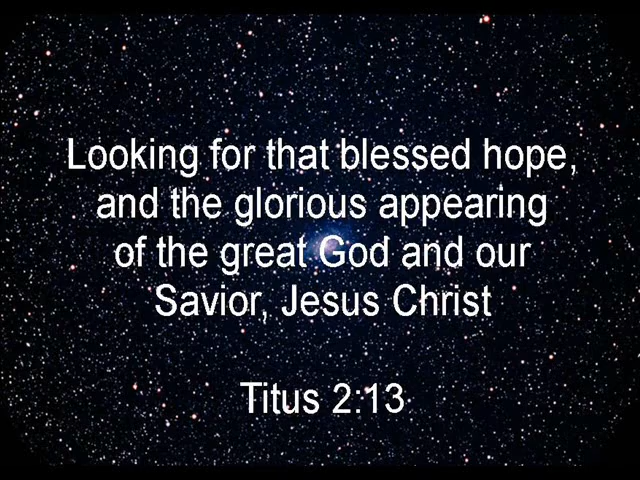 Looking for that blessed hope,
and the glorious appearing
of the great God and our
Savior, Jesus Christ
Titus 2:13